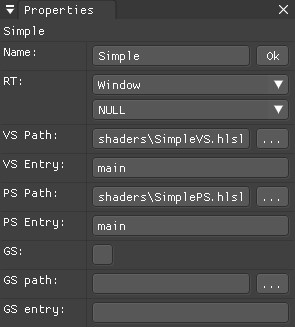 Properties
Simple
Name: Simple Ok
RT: Window
NULL
VS Path: shaders\SimpleVS.hlsl ...
VS Entry: main
PS Path: shaders\SimplePS.hlsl ...
PS Entry: main
GS:
GS path: ...
GS entry: